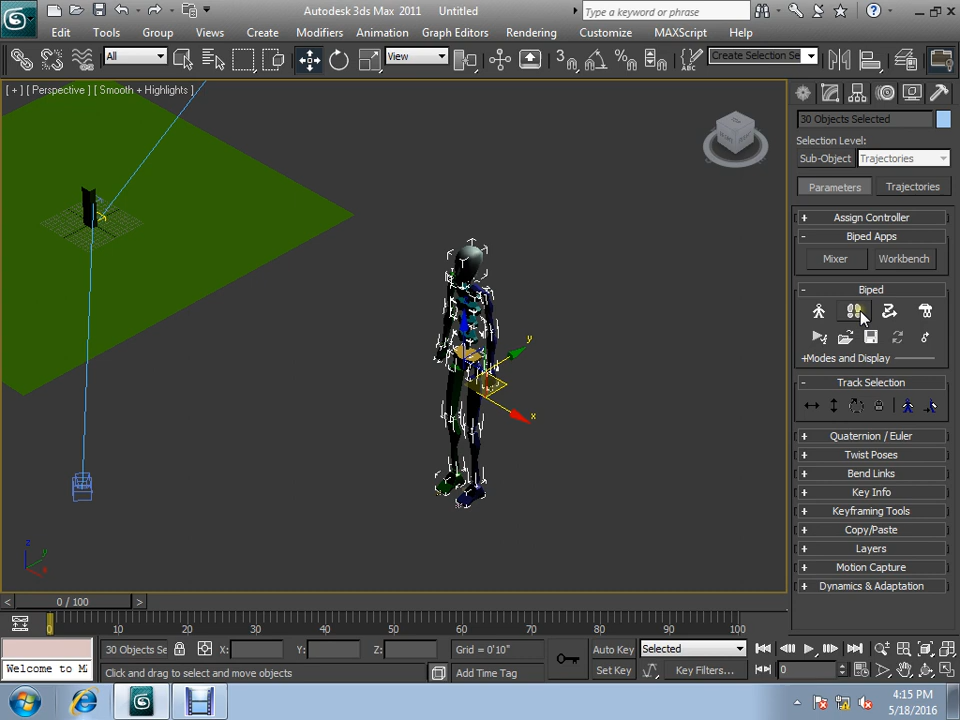 Autodesk 3ds Max 2011 Untitled
Type a keyword or phrase
Edit Tools Group Views Create Modifiers Animation Graph Editors Rendering Customize MAXScript Help
All View Create Selection Se
[ + ] [ Perspective ] [ Smooth + Highlights ]
30 Objects Selected
Selection Level:
Sub-Object Trajectories
Parameters Trajectories
+ Assign Controller
- Biped Apps
Mixer Workbench
- Biped
+Modes and Display
- Track Selection
+ Quaternion / Euler
+ Twist Poses
+ Bend Links
+ Key Info
+ Keyframing Tools
+ Copy/Paste
+ Layers
+ Motion Capture
+ Dynamics & Adaptation
y
x
z
y
x
< 0 / 100 >
0 10 20 30 40 50 60 70 80 90 100
30 Objects Se X: Y: Z: Grid = 0'10" Auto Key Selected
Welcome to M Click and drag to select and move objects Add Time Tag Set Key Key Filters... 0
4:15 PM
5/18/2016